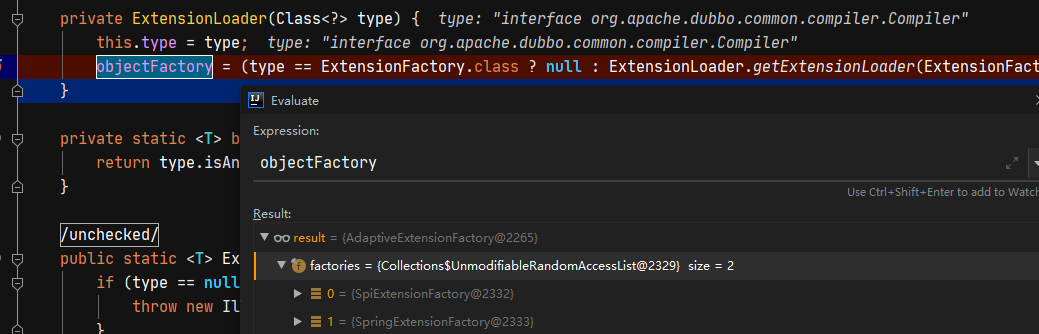 private ExtensionLoader(Class<?> type) { type: "interface org.apache.dubbo.common.compiler.Compiler"
this.type = type; type: "interface org.apache.dubbo.common.compiler.Compiler"
objectFactory = (type == ExtensionFactory.class ? null : ExtensionLoader.getExtensionLoader(ExtensionFact
}
Evaluate
Expression:
private static <T> b
objectFactory
return type.isAn
}
Use Ctrl+Shift+Enter to add to Watch
Result:
/unchecked/
result = {AdaptiveExtensionFactory@2265}
public static <T> Ex
factories = {Collections$UnmodifiableRandomAccessList@2329} size = 2
if (type == null
0 = {SpiExtensionFactory@2332}
throw new Il
1 = {SpringExtensionFactory@2333}
}